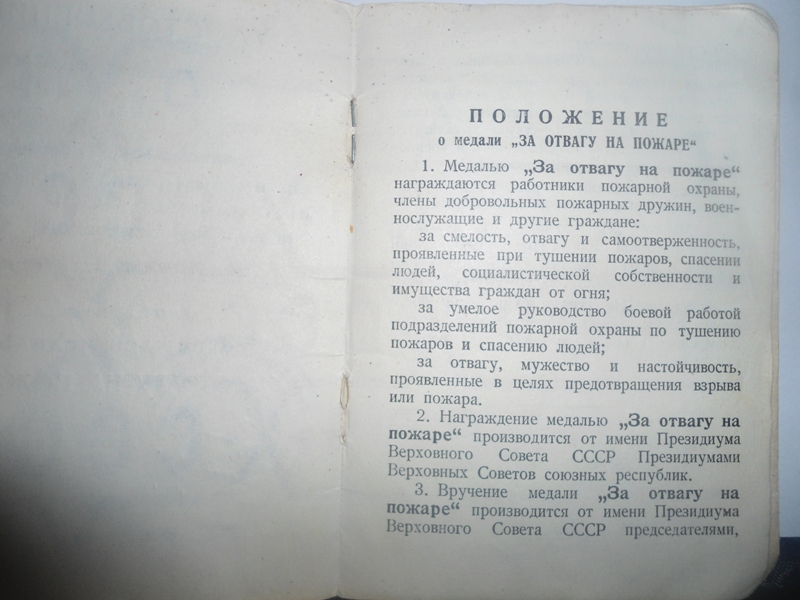 ПОЛОЖЕНИЕ
о медали „ЗА ОТВАГУ НА ПОЖАРЕ“
1. Медалью „За отвагу на пожаре“
награждаются работники пожарной охраны,
члены добровольных пожарных дружин, воен-
нослужащие и другие граждане:
за смелость, отвагу и самоотверженность,
проявленные при тушении пожаров, спасении
людей, социалистической собственности и
имущества граждан от огня;
за умелое руководство боевой работой
подразделений пожарной охраны по тушению
пожаров и спасению людей;
за отвагу, мужество и настойчивость,
проявленные в целях предотвращения взрыва
или пожара.
2. Награждение медалью „За отвагу на
пожаре“ производится от имени Президиума
Верховного Совета СССР Президиумами
Верховных Советов союзных республик.
3. Вручение медали „За отвагу на
пожаре“ производится от имени Президиума
Верховного Совета СССР председателями,